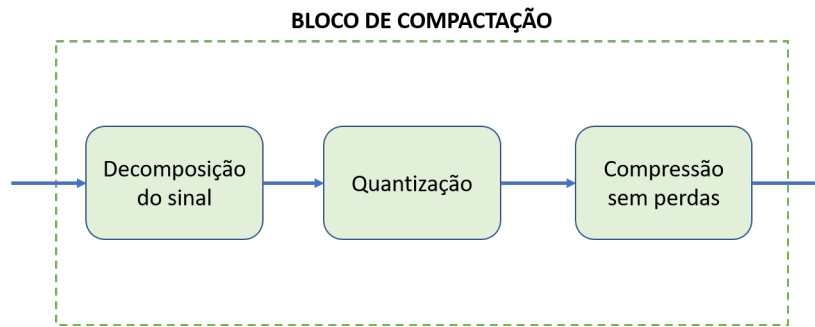 BLOCO DE COMPACTAÇÃO
Decomposição
do sinal
Quantização
Compressão
sem perdas